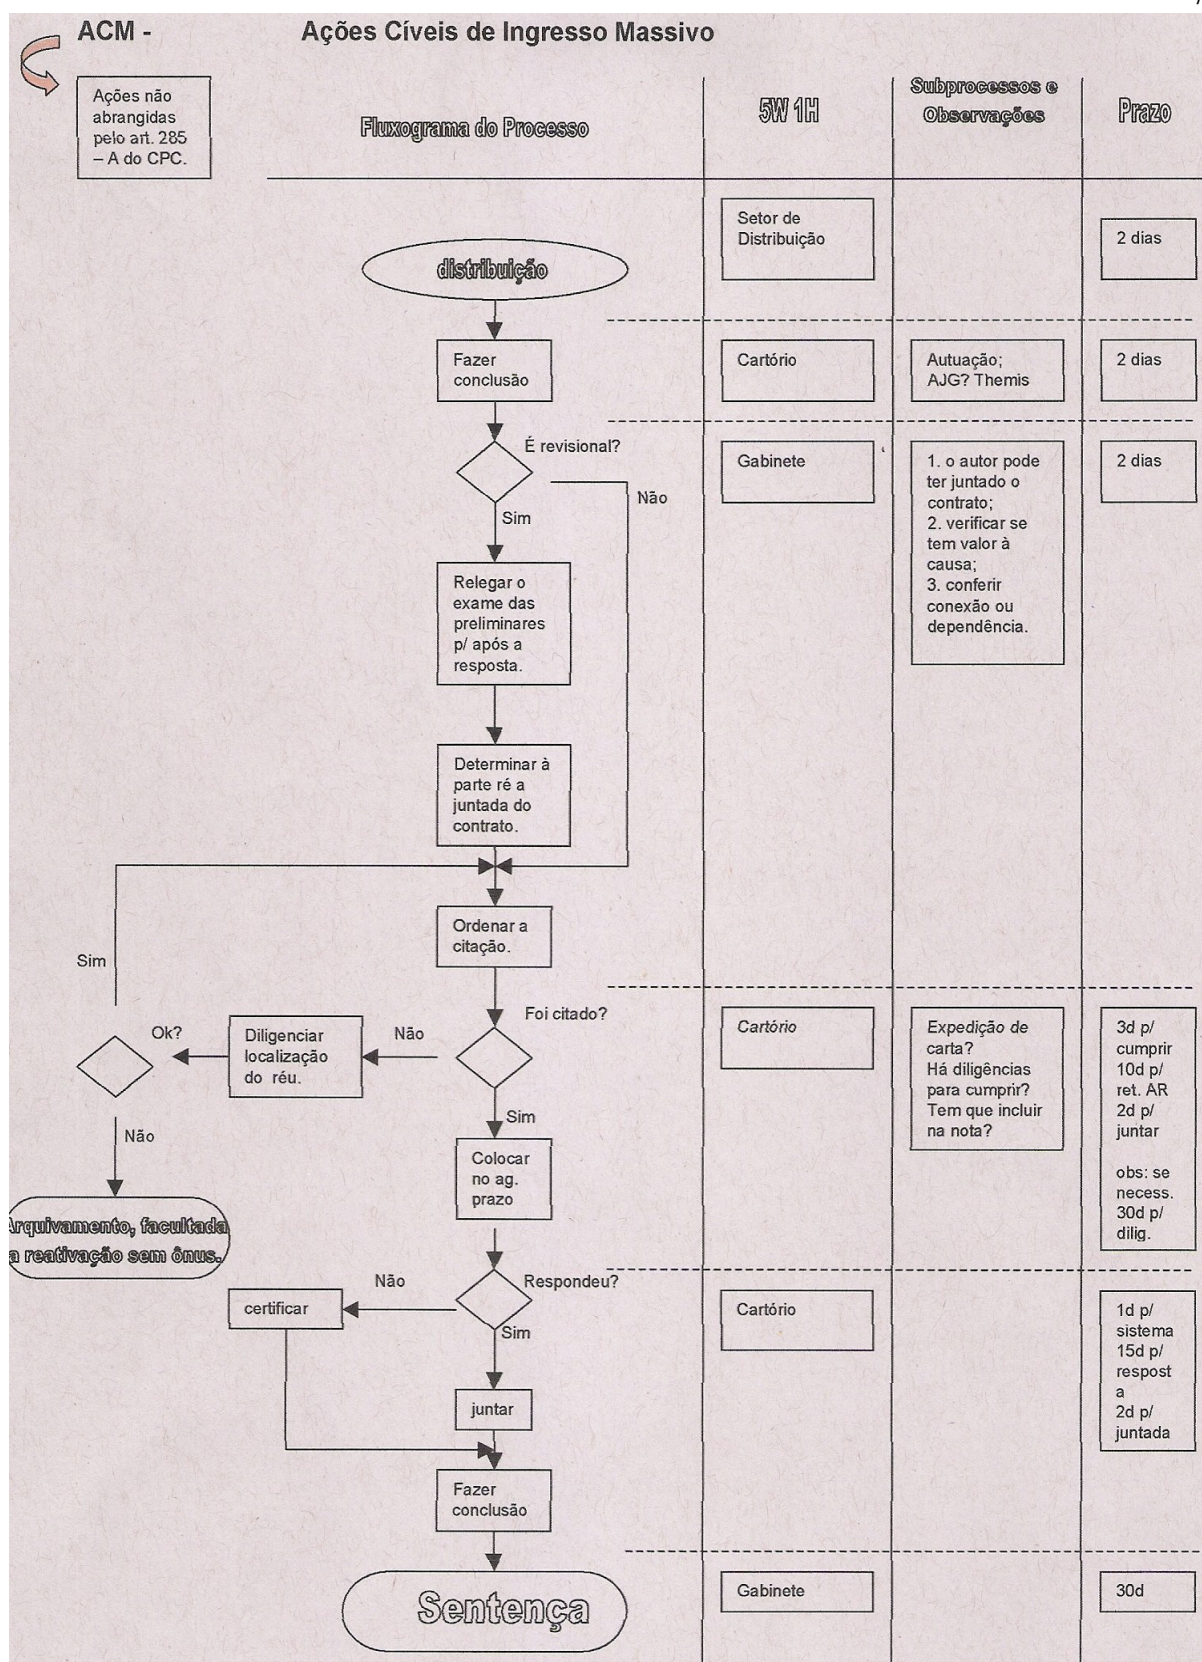 ACM -
Ações Cíveis de Ingresso Massivo
Ações não
abrangidas
pelo art. 285
– A do CPC.
Fluxograma do Processo
5W 1H
Subprocessos e
Observações
Prazo
distribuição
Setor de
Distribuição
2 dias
Fazer
conclusão
Cartório
Autuação;
AJG? Themis
2 dias
É revisional?
Não
Sim
Gabinete
1. o autor pode
ter juntado o
contrato;
2. verificar se
tem valor à
causa;
3. conferir
conexão ou
dependência.
2 dias
Relegar o
exame das
preliminares
p/ após a
resposta.
Determinar à
parte ré a
juntada do
contrato.
Ordenar a
citação.
Sim
Foi citado?
Não
Ok?
Diligenciar
localização
do réu.
Sim
Não
Cartório
Expedição de
carta?
Há diligências
para cumprir?
Tem que incluir
na nota?
3d p/
cumprir
10d p/
ret. AR
2d p/
juntar
obs: se
necess.
30d p/
dilig.
Colocar
no ag.
prazo
Arquivamento, facultada
a reativação sem ônus.
Respondeu?
Não
certificar
Sim
Cartório
1d p/
sistema
15d p/
respost
a
2d p/
juntada
juntar
Fazer
conclusão
Sentença
Gabinete
30d